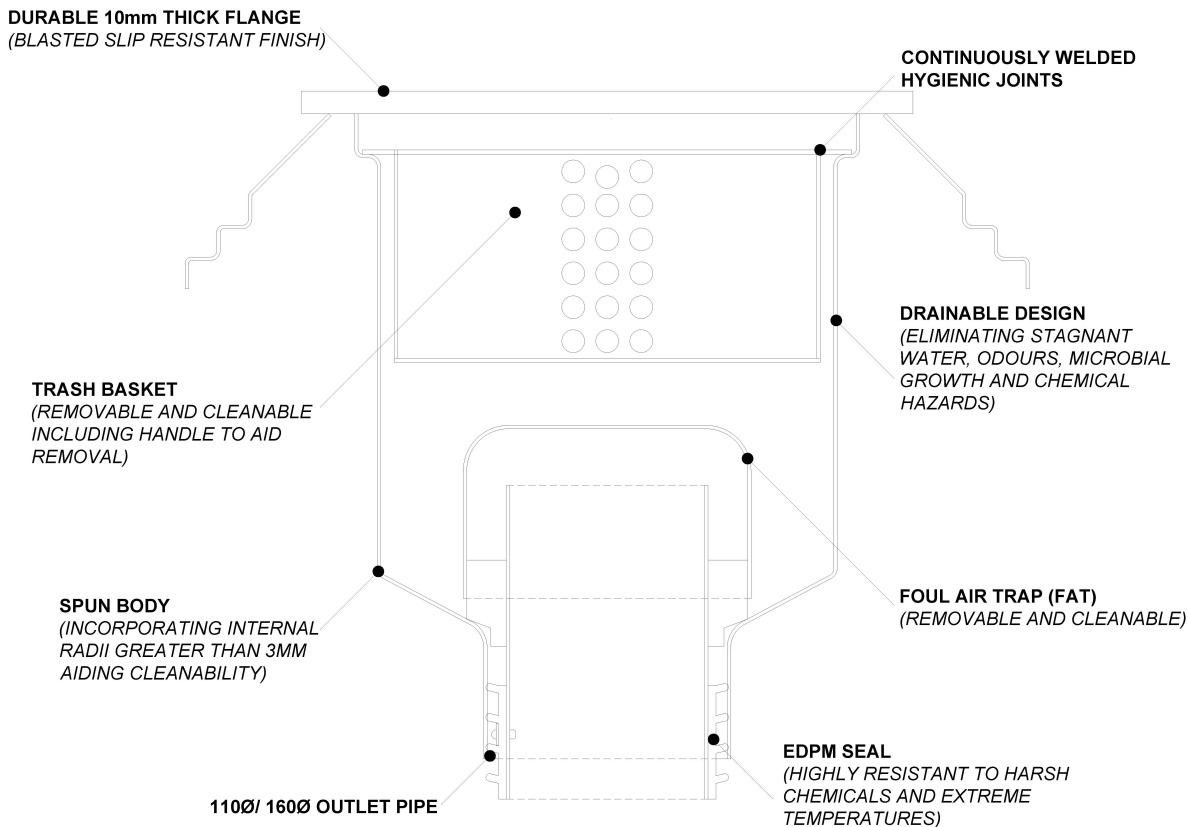 DURABLE 10mm THICK FLANGE
(BLASTED SLIP RESISTANT FINISH)
CONTINUOUSLY WELDED
HYGIENIC JOINTS
DRAINABLE DESIGN
(ELIMINATING STAGNANT
WATER, ODOURS, MICROBIAL
GROWTH AND CHEMICAL
HAZARDS)
TRASH BASKET
(REMOVABLE AND CLEANABLE
INCLUDING HANDLE TO AID
REMOVAL)
FOUL AIR TRAP (FAT)
(REMOVABLE AND CLEANABLE)
SPUN BODY
(INCORPORATING INTERNAL
RADII GREATER THAN 3MM
AIDING CLEANABILITY)
EDPM SEAL
(HIGHLY RESISTANT TO HARSH
CHEMICALS AND EXTREME
TEMPERATURES)
110Ø/ 160Ø OUTLET PIPE